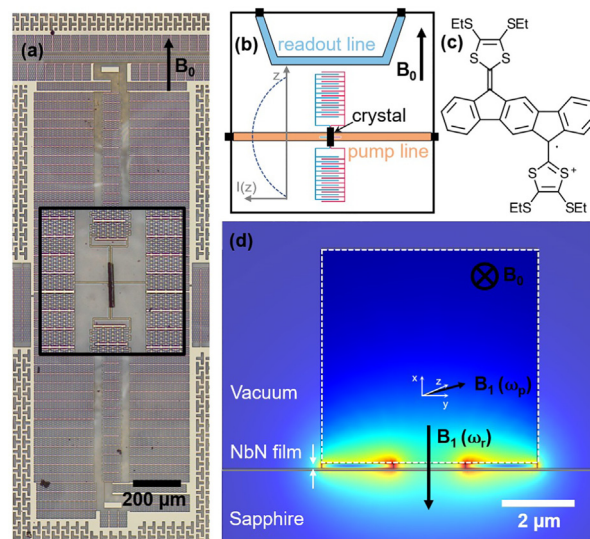 (a)
B₀
200 μm
(b)
readout line
z
B₀
crystal
pump line
I(z)
(c)
EtS
SEt
S
S
S
S⁺
EtS
SEt
(d)
B₀
x
z
y
B₁(ωₚ)
Vacuum
B₁(ωᵣ)
NbN film
Sapphire
2 μm